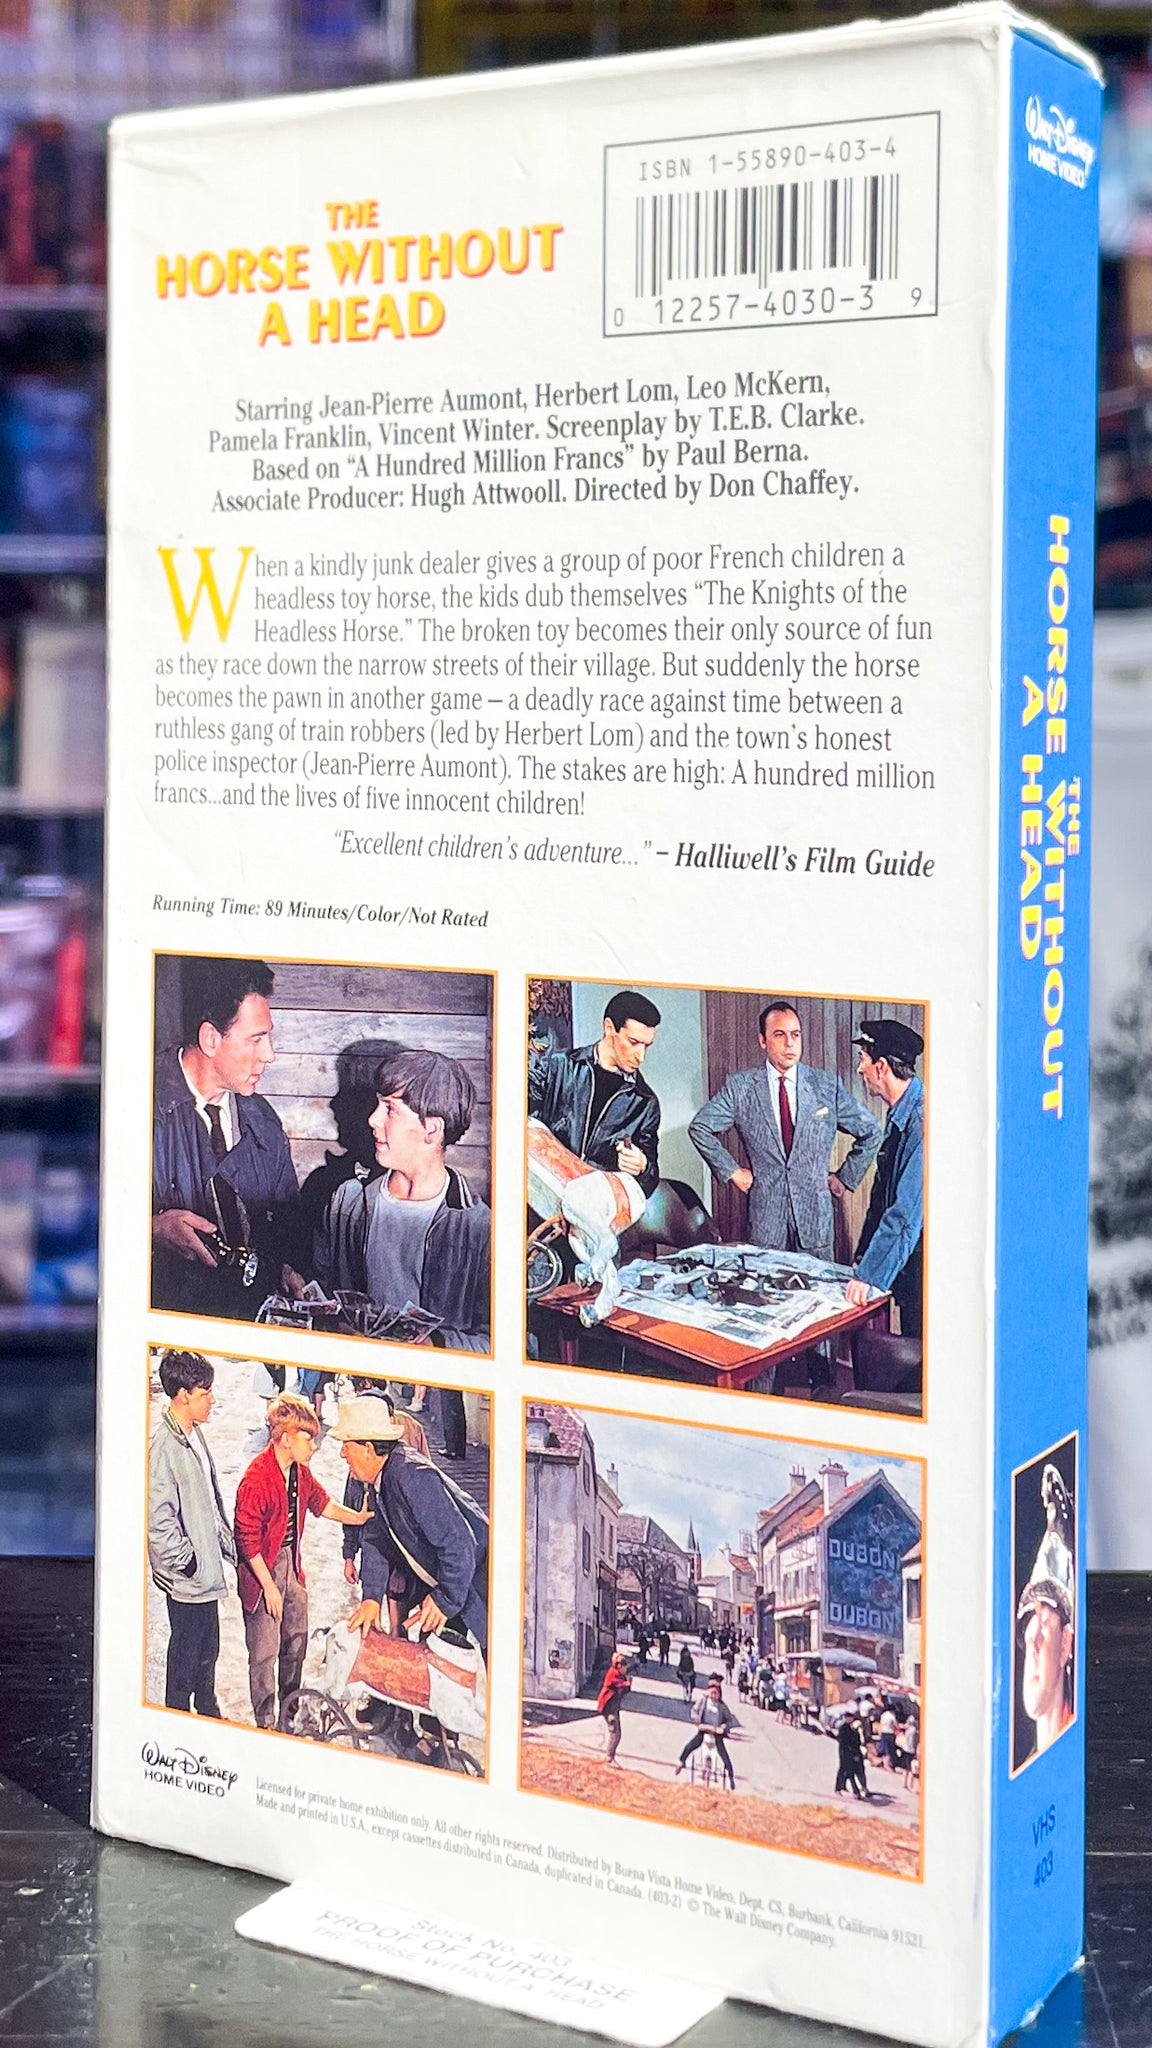 ISBN 1-55890-403-4
0 12257-4030-3 9
THE
HORSE WITHOUT
A HEAD
Starring Jean-Pierre Aumont, Herbert Lom, Leo McKern,
Pamela Franklin, Vincent Winter. Screenplay by T.E.B. Clarke.
Based on “A Hundred Million Francs” by Paul Berna.
Associate Producer: Hugh Attwooll. Directed by Don Chaffey.
When a kindly junk dealer gives a group of poor French children a
headless toy horse, the kids dub themselves “The Knights of the
Headless Horse.” The broken toy becomes their only source of fun
as they race down the narrow streets of their village. But suddenly the horse
becomes the pawn in another game – a deadly race against time between a
ruthless gang of train robbers (led by Herbert Lom) and the town's honest
police inspector (Jean-Pierre Aumont). The stakes are high: A hundred million
francs...and the lives of five innocent children!
“Excellent children's adventure...” – Halliwell's Film Guide
Running Time: 89 Minutes/Color/Not Rated
DUBON
DUBON
WALT DISNEY
HOME VIDEO
Licensed for private home exhibition only. All other rights reserved. Distributed by Buena Vista Home Video, Dept. CS, Burbank, California 91521.
Made and printed in U.S.A., except cassettes distributed in Canada, duplicated in Canada. (403-2) © The Walt Disney Company.
Stock No. 403
PROOF OF PURCHASE
THE HORSE WITHOUT A HEAD
WALT DISNEY
HOME VIDEO
THE
HORSE WITHOUT
A HEAD
VHS
403